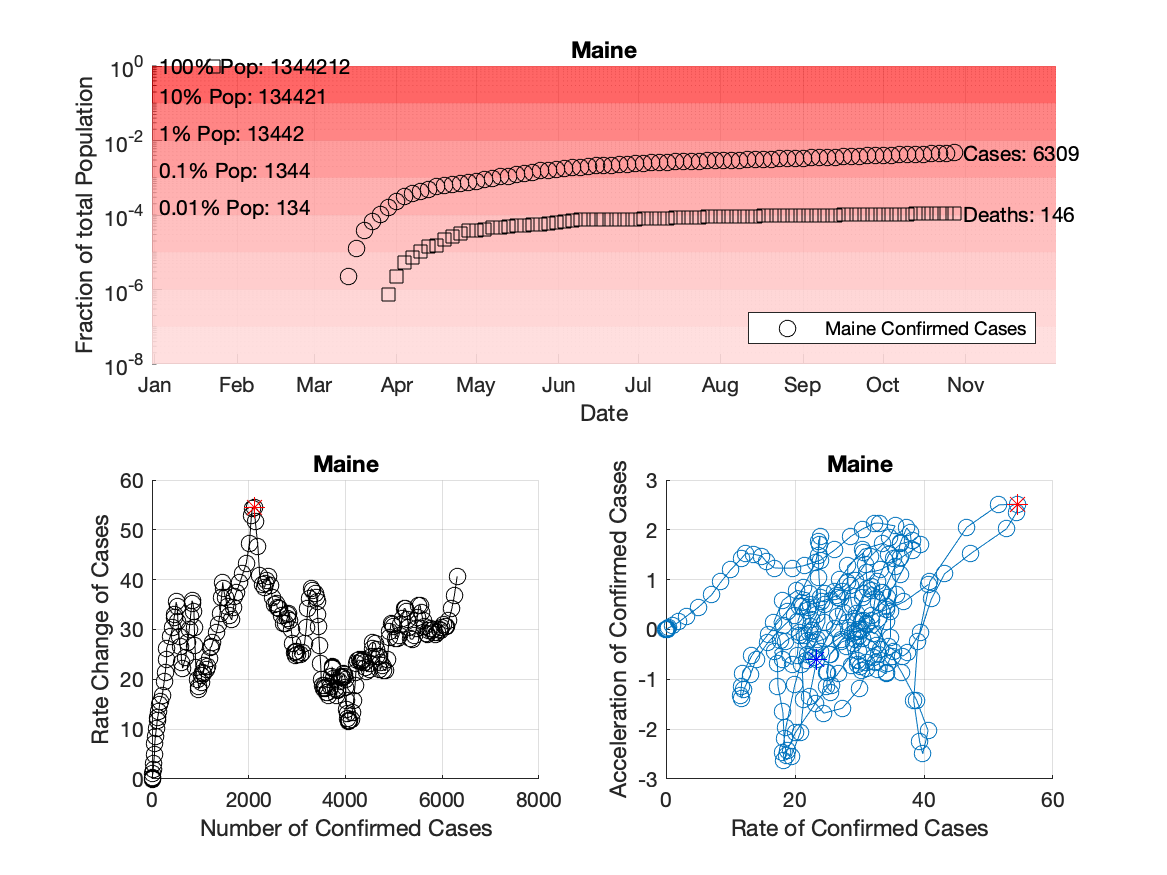 Maine
10^0
10^-2
10^-4
10^-6
10^-8
Fraction of total Population
100% Pop: 1344212
10% Pop: 134421
1% Pop: 13442
0.1% Pop: 1344
0.01% Pop: 134
Cases: 6309
Deaths: 146
Maine Confirmed Cases
Jan Feb Mar Apr May Jun Jul Aug Sep Oct Nov
Date
Maine
60
50
40
30
20
10
0
Rate Change of Cases
0 2000 4000 6000 8000
Number of Confirmed Cases
Maine
3
2
1
0
-1
-2
-3
Acceleration of Confirmed Cases
0 20 40 60
Rate of Confirmed Cases